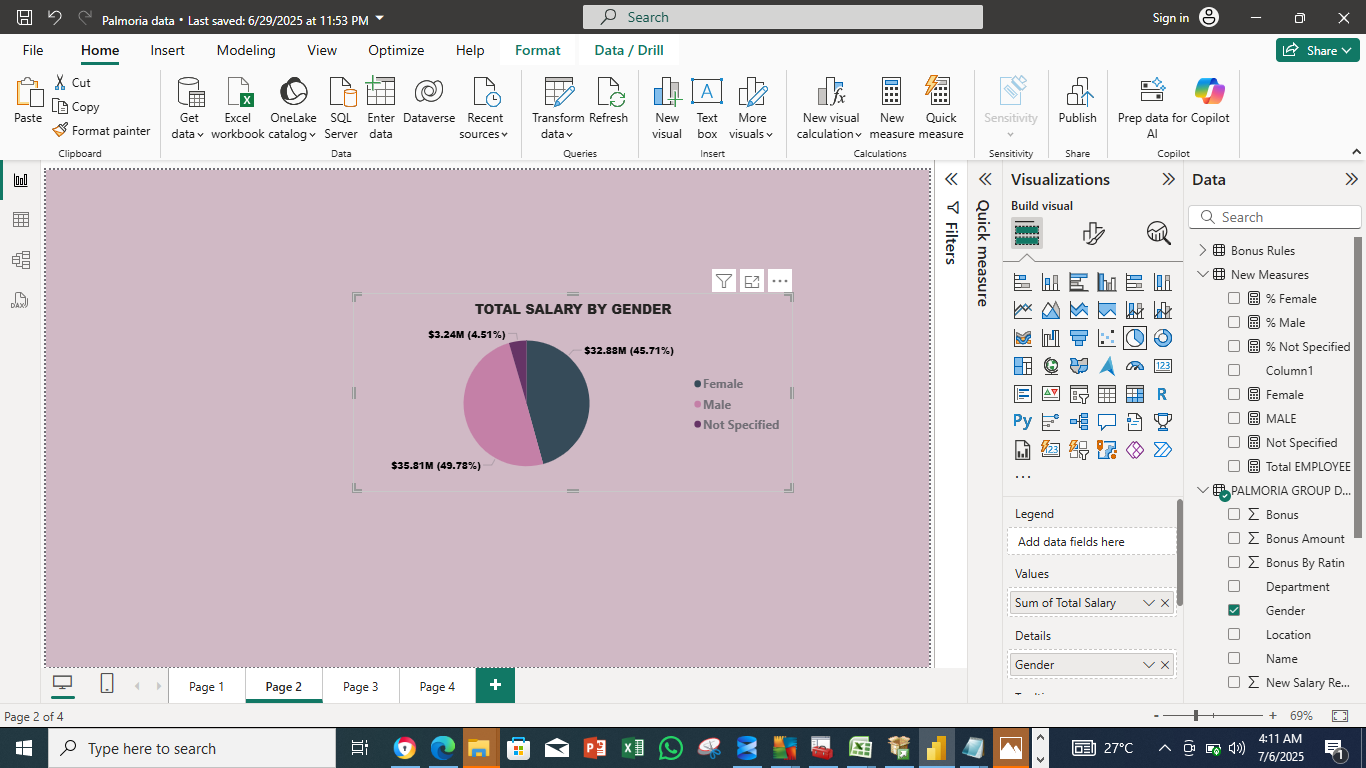 Palmoria data • Last saved: 6/29/2025 at 11:53 PM
Search
Sign in
File
Home
Insert
Modeling
View
Optimize
Help
Format
Data / Drill
Share
Paste
Cut
Copy
Format painter
Clipboard
Get data
Excel workbook
OneLake catalog
SQL Server
Enter data
Dataverse
Recent sources
Data
Transform data
Refresh
Queries
New visual
Text box
More visuals
Insert
New visual calculation
New measure
Quick measure
Calculations
Sensitivity
Sensitivity
Publish
Share
Prep data for AI
Copilot
Copilot
TOTAL SALARY BY GENDER
$3.24M (4.51%)
$32.88M (45.71%)
$35.81M (49.78%)
Female
Male
Not Specified
Filters
Quick measure
Visualizations
Build visual
123
R
Py
123
...
Legend
Add data fields here
Values
Sum of Total Salary
Details
Gender
Data
Search
Bonus Rules
New Measures
% Female
% Male
% Not Specified
Column1
Female
MALE
Not Specified
Total EMPLOYEE
PALMORIA GROUP D...
Bonus
Bonus Amount
Bonus By Ratin
Department
Gender
Location
Name
New Salary Re...
Page 1
Page 2
Page 3
Page 4
Page 2 of 4
- + 69%
Type here to search
27°C
4:11 AM
7/6/2025
1